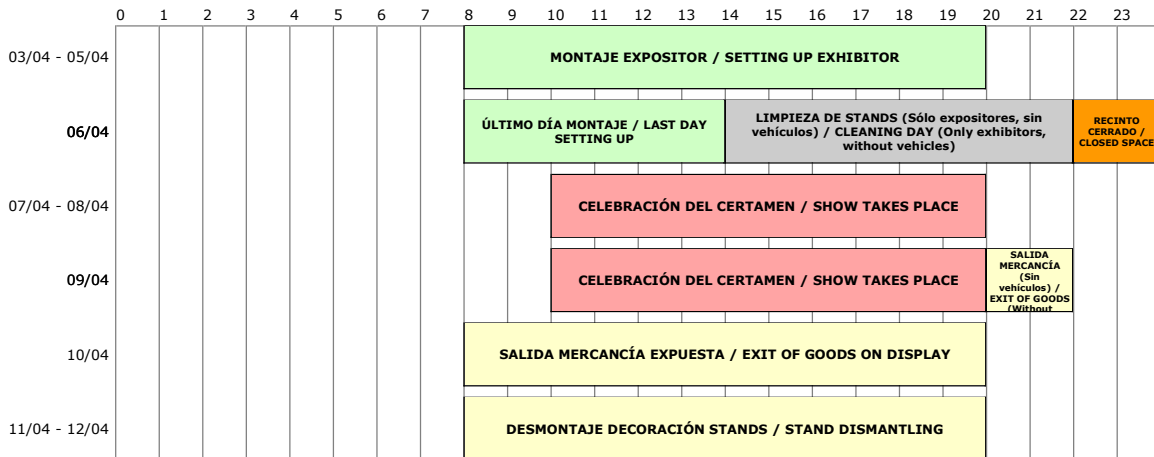 0 1 2 3 4 5 6 7 8 9 10 11 12 13 14 15 16 17 18 19 20 21 22 23
03/04 - 05/04
MONTAJE EXPOSITOR / SETTING UP EXHIBITOR
06/04
ÚLTIMO DÍA MONTAJE / LAST DAY
SETTING UP
LIMPIEZA DE STANDS (Sólo expositores, sin
vehículos) / CLEANING DAY (Only exhibitors,
without vehicles)
RECINTO
CERRADO /
CLOSED SPACE
07/04 - 08/04
CELEBRACIÓN DEL CERTAMEN / SHOW TAKES PLACE
09/04
CELEBRACIÓN DEL CERTAMEN / SHOW TAKES PLACE
SALIDA
MERCANCÍA
(Sin
vehículos) /
EXIT OF GOODS
(Without
10/04
SALIDA MERCANCÍA EXPUESTA / EXIT OF GOODS ON DISPLAY
11/04 - 12/04
DESMONTAJE DECORACIÓN STANDS / STAND DISMANTLING